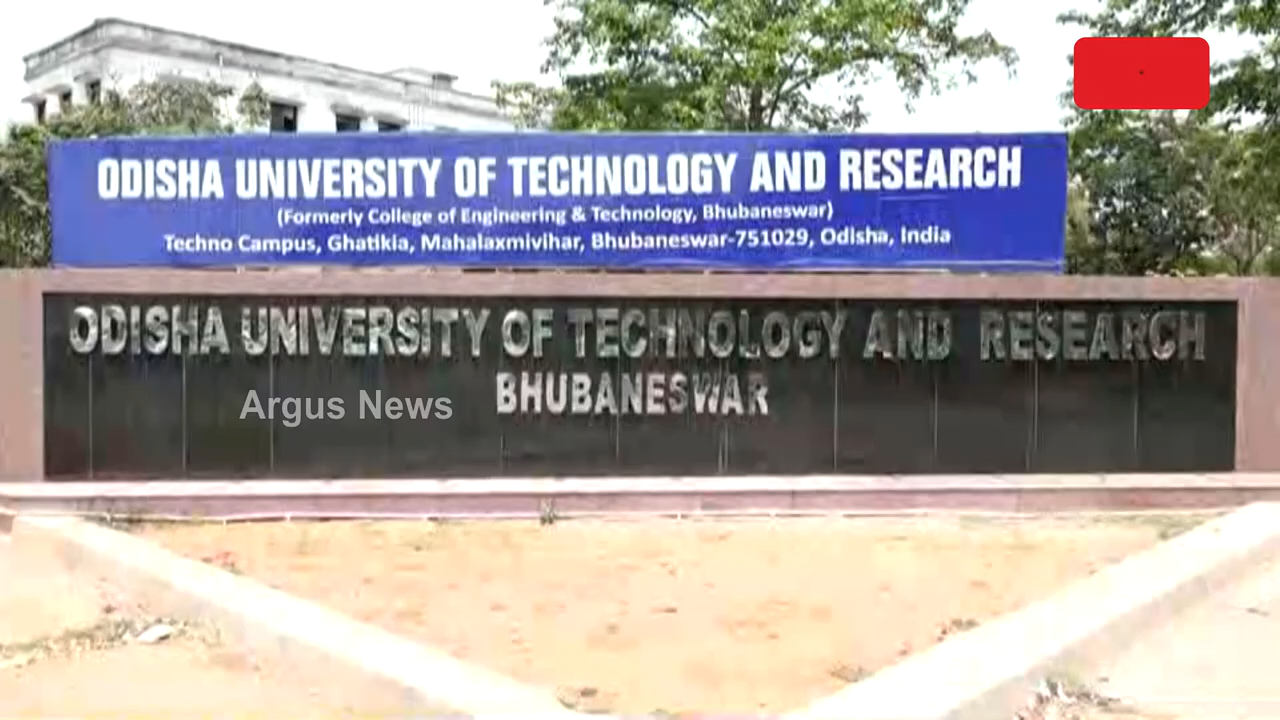 ODISHA UNIVERSITY OF TECHNOLOGY AND RESEARCH
(Formerly College of Engineering & Technology, Bhubaneswar)
Techno Campus, Ghatikia, Mahalaxmivihar, Bhubaneswar-751029, Odisha, India
ODISHA UNIVERSITY OF TECHNOLOGY AND RESEARCH
BHUBANESWAR
Argus News